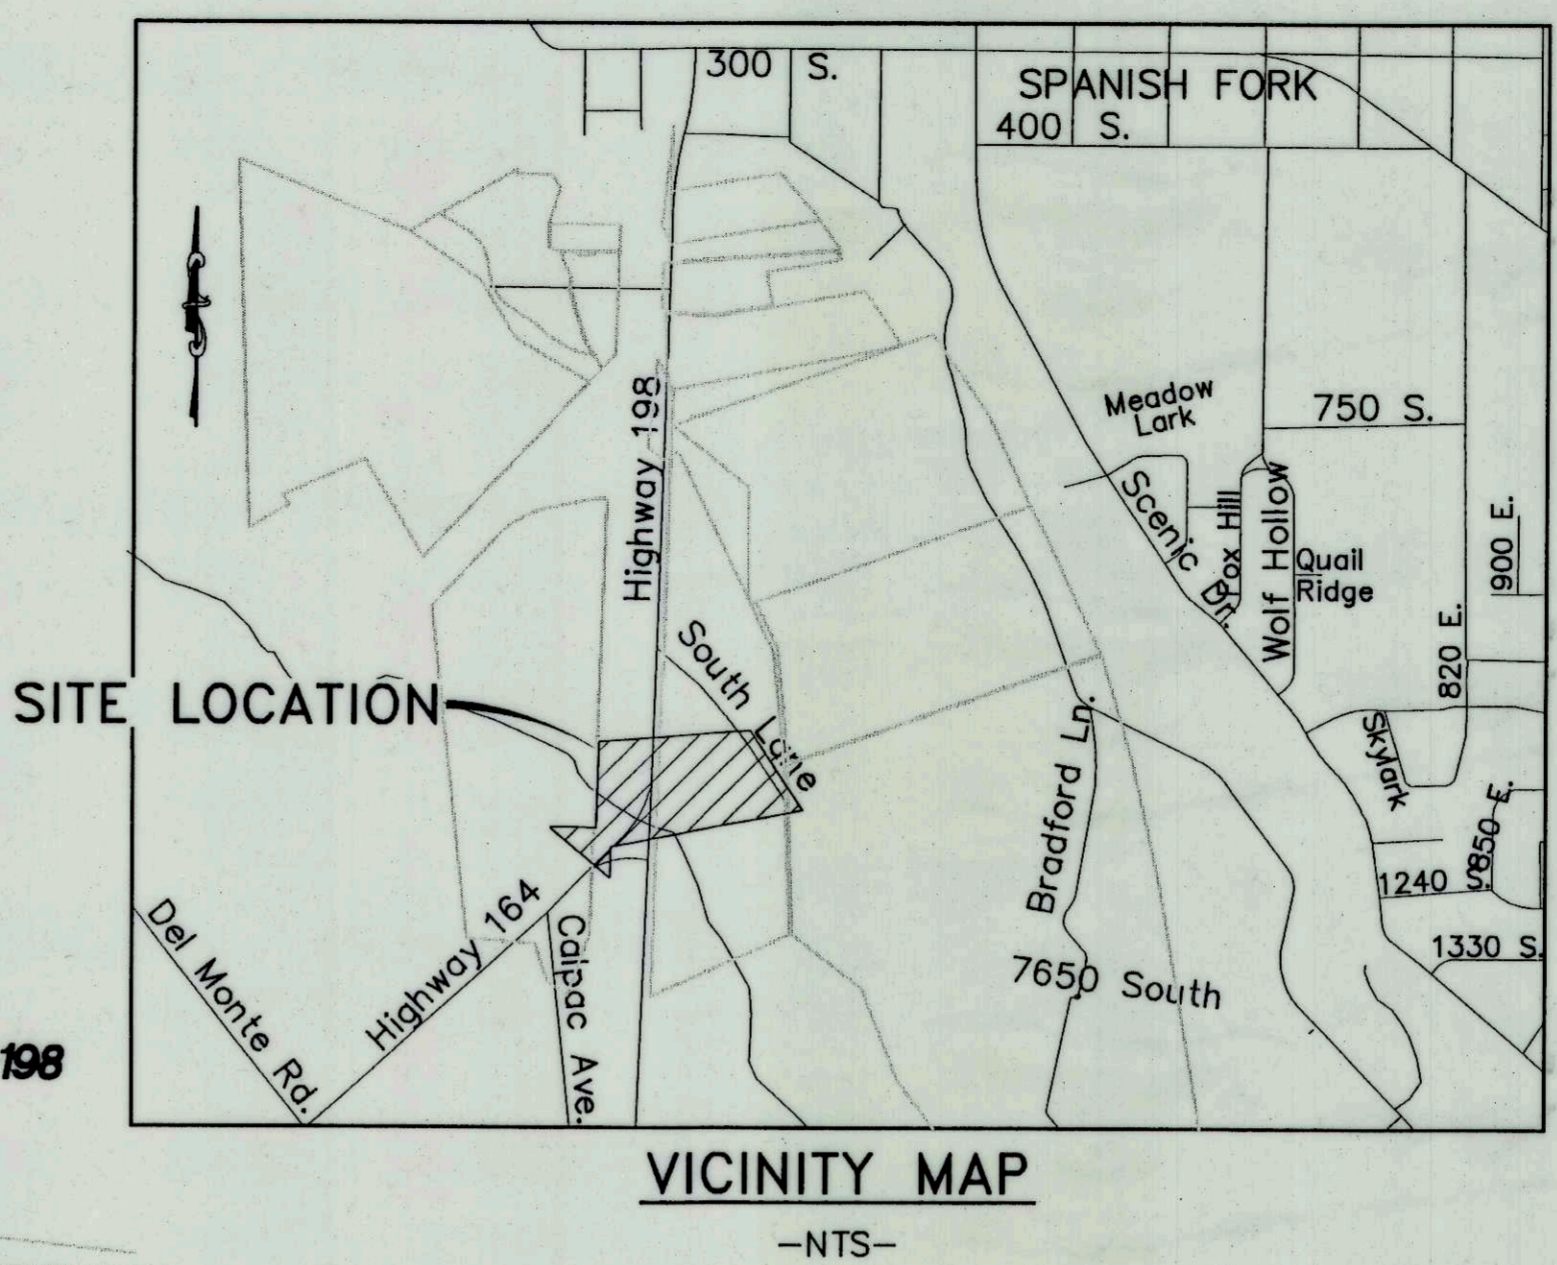 300 S.
SPANISH FORK
400 S.
Meadow
Lark
750 S.
Highway 198
Scenic Dr.
Fox Hill
Wolf Hollow
Quail
Ridge
900 E.
820 E.
South Lane
SITE LOCATION
Bradford Ln.
Skylark
850 E.
1240 S.
Del Monte Rd.
Highway 164
Calpac Ave.
7650 South
1330 S.
198
VICINITY MAP
-NTS-